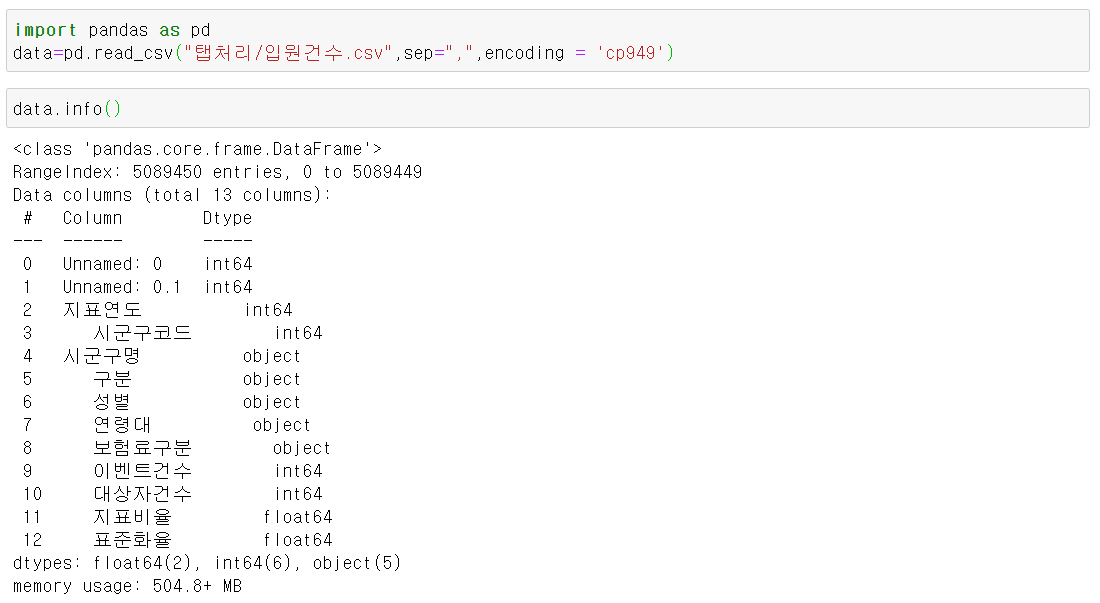 import pandas as pd
data=pd.read_csv("탭처리/입원건수.csv",sep=",",encoding = 'cp949')
data.info()
<class 'pandas.core.frame.DataFrame'>
RangeIndex: 5089450 entries, 0 to 5089449
Data columns (total 13 columns):
 #   Column        Dtype
---  ------        -----
 0   Unnamed: 0    int64
 1   Unnamed: 0.1  int64
 2   지표연도          int64
 3      시군구코드        int64
 4   시군구명          object
 5      구분           object
 6      성별           object
 7      연령대          object
 8      보험료구분        object
 9      이벤트건수        int64
 10     대상자건수        int64
 11     지표비율         float64
 12     표준화율         float64
dtypes: float64(2), int64(6), object(5)
memory usage: 504.8+ MB